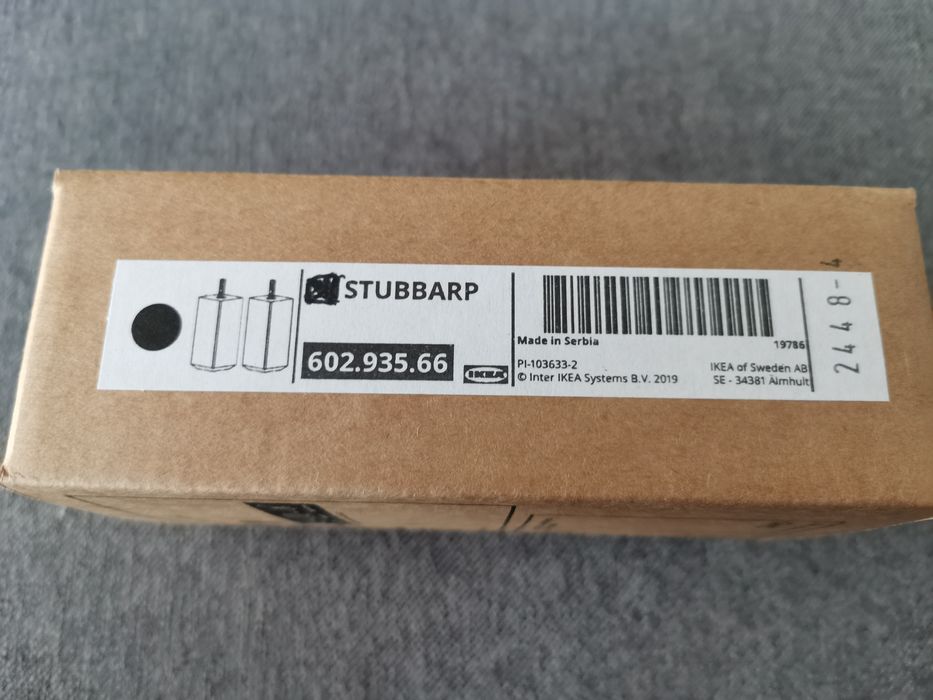 STUBBARP
602.935.66
IKEA
Made in Serbia
19786
PI-103633-2
© Inter IKEA Systems B.V. 2019
IKEA of Sweden AB
SE - 34381 Älmhult
2448-4